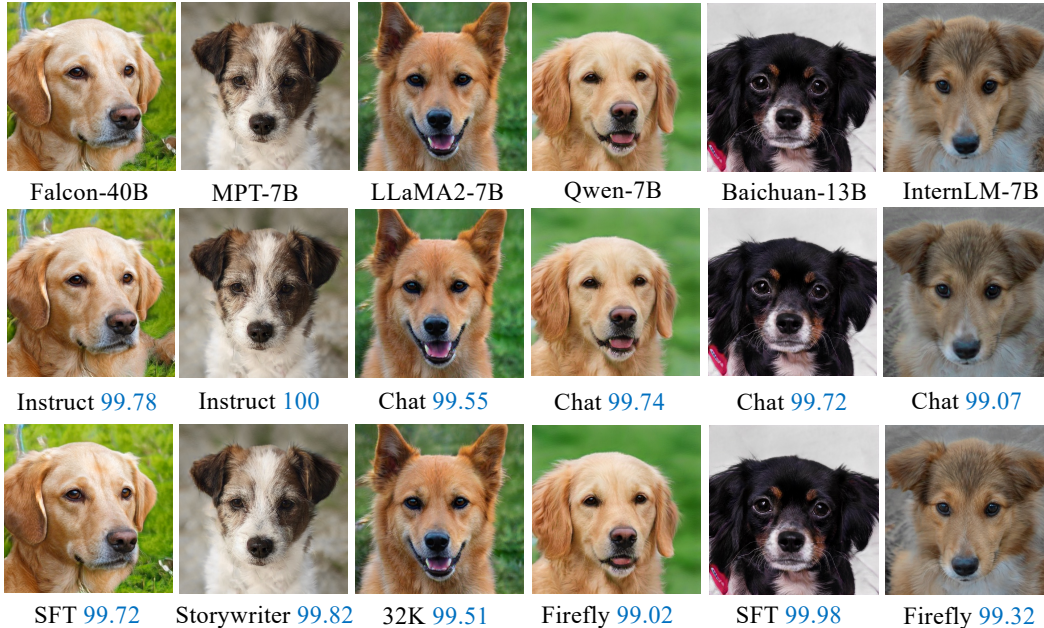 Falcon-40B MPT-7B LLaMA2-7B Qwen-7B Baichuan-13B InternLM-7B
Instruct 99.78 Instruct 100 Chat 99.55 Chat 99.74 Chat 99.72 Chat 99.07
SFT 99.72 Storywriter 99.82 32K 99.51 Firefly 99.02 SFT 99.98 Firefly 99.32